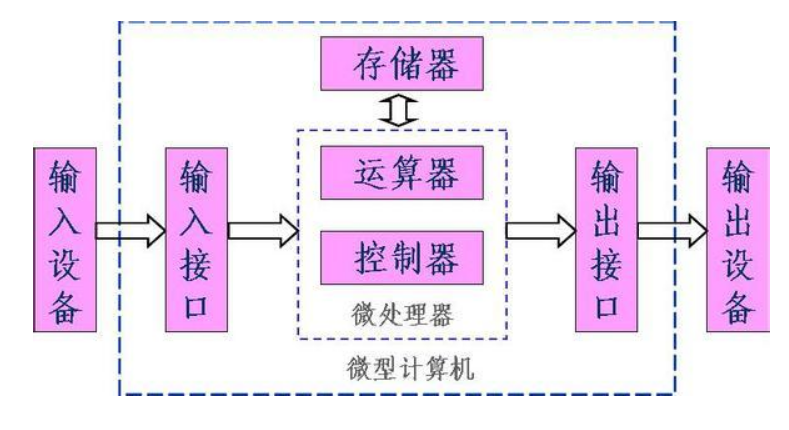 存储器
输入设备
输入接口
运算器
控制器
微处理器
微型计算机
输出接口
输出设备